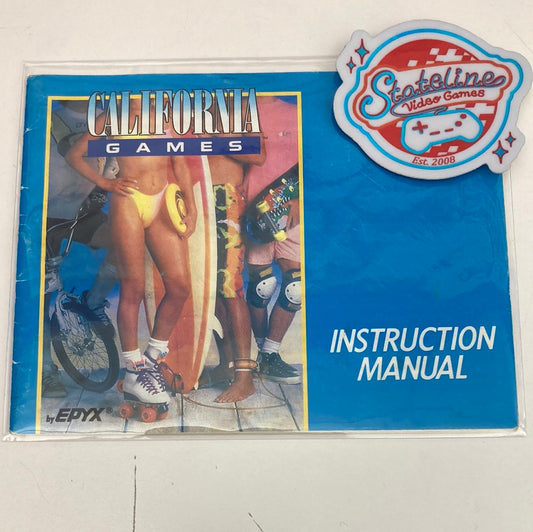 CALIFORNIA
GAMES
Stateline
Video Games
Est. 2008
INSTRUCTION
MANUAL
by EPYX®